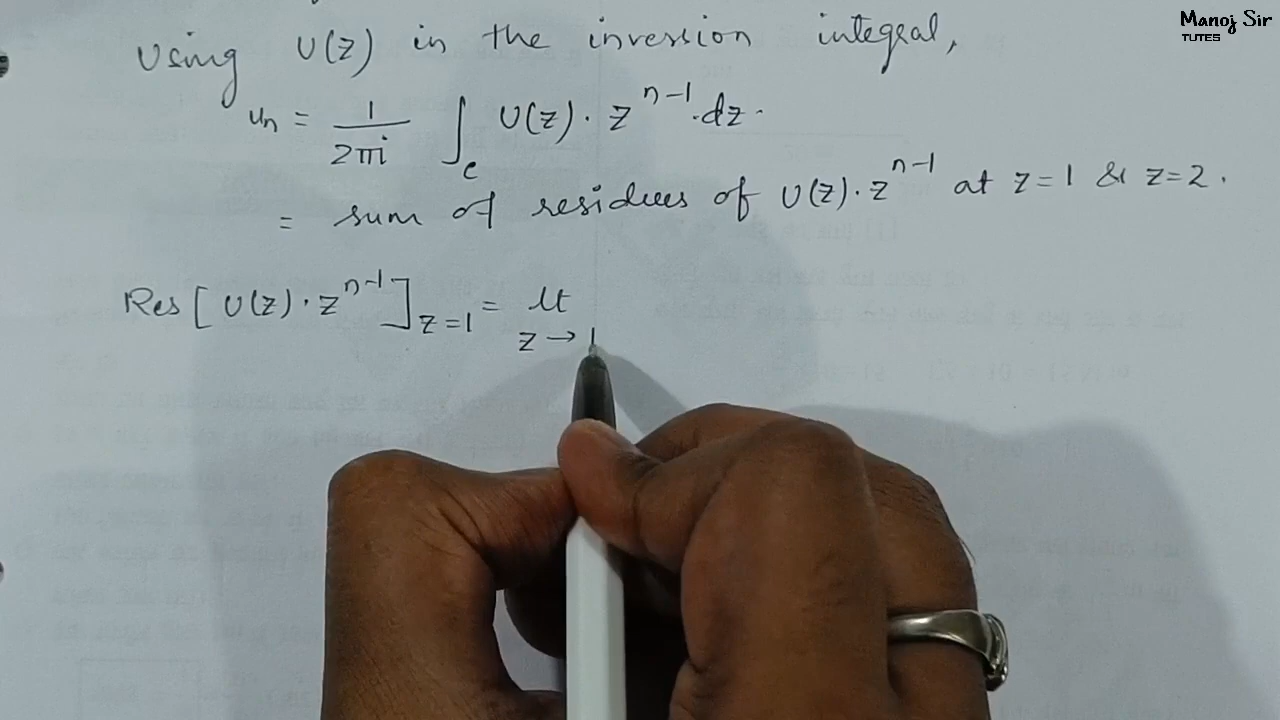 Manoj Sir
TUTES
Using U(z) in the inversion integral,
uₙ = 1/2πi ∫_c U(z) · z^{n-1} · dz.
= sum of residues of U(z) · z^{n-1} at z = 1 & z = 2.
Res [ U(z) · z^{n-1} ]_{z=1} = lt z → 1